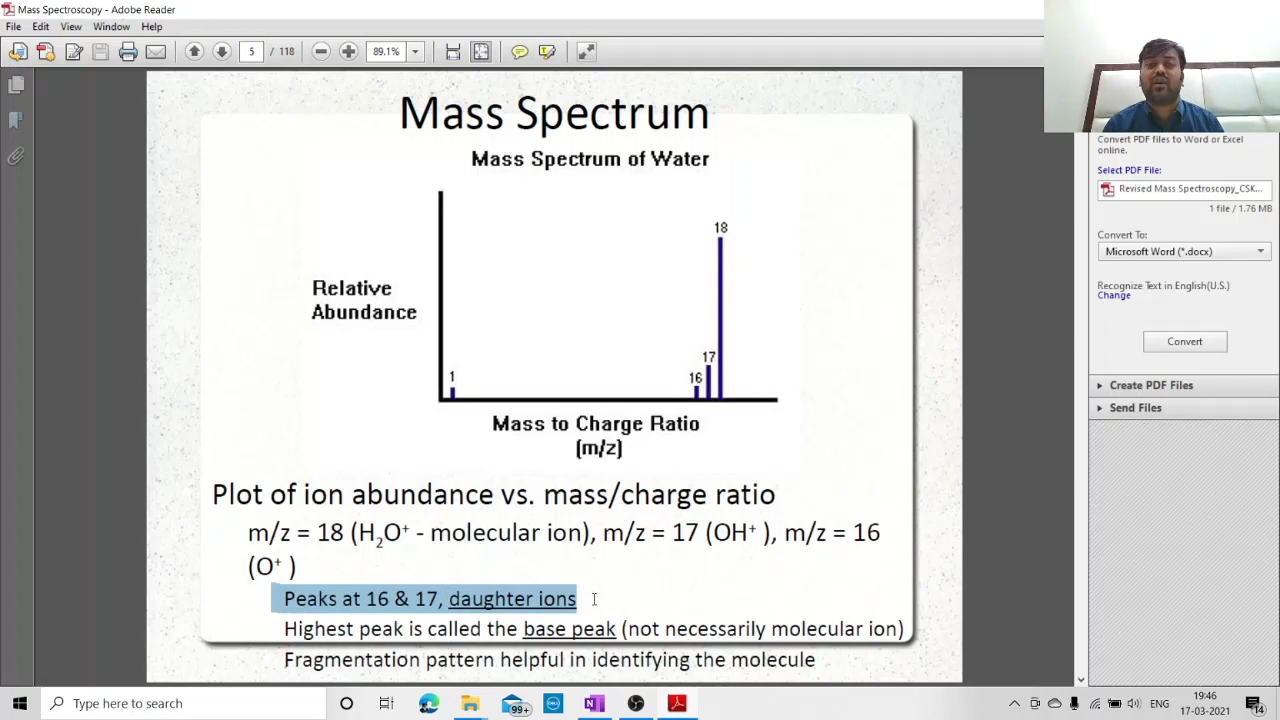 Mass Spectroscopy - Adobe Reader
File Edit View Window Help
5 / 118 89.1%
Mass Spectrum
Mass Spectrum of Water
18
17
16
1
Relative
Abundance
Mass to Charge Ratio
(m/z)
Plot of ion abundance vs. mass/charge ratio
m/z = 18 (H₂O⁺ - molecular ion), m/z = 17 (OH⁺ ), m/z = 16
(O⁺ )
Peaks at 16 & 17, daughter ions
Highest peak is called the base peak (not necessarily molecular ion)
Fragmentation pattern helpful in identifying the molecule
Convert PDF files to Word or Excel
online.
Select PDF File:
Revised Mass Spectroscopy_CSK...
1 file / 1.76 MB
Convert To:
Microsoft Word (*.docx)
Recognize Text in English(U.S.)
Change
Convert
Create PDF Files
Send Files
Type here to search
99+
DELL
ENG
19:46
17-03-2021
14